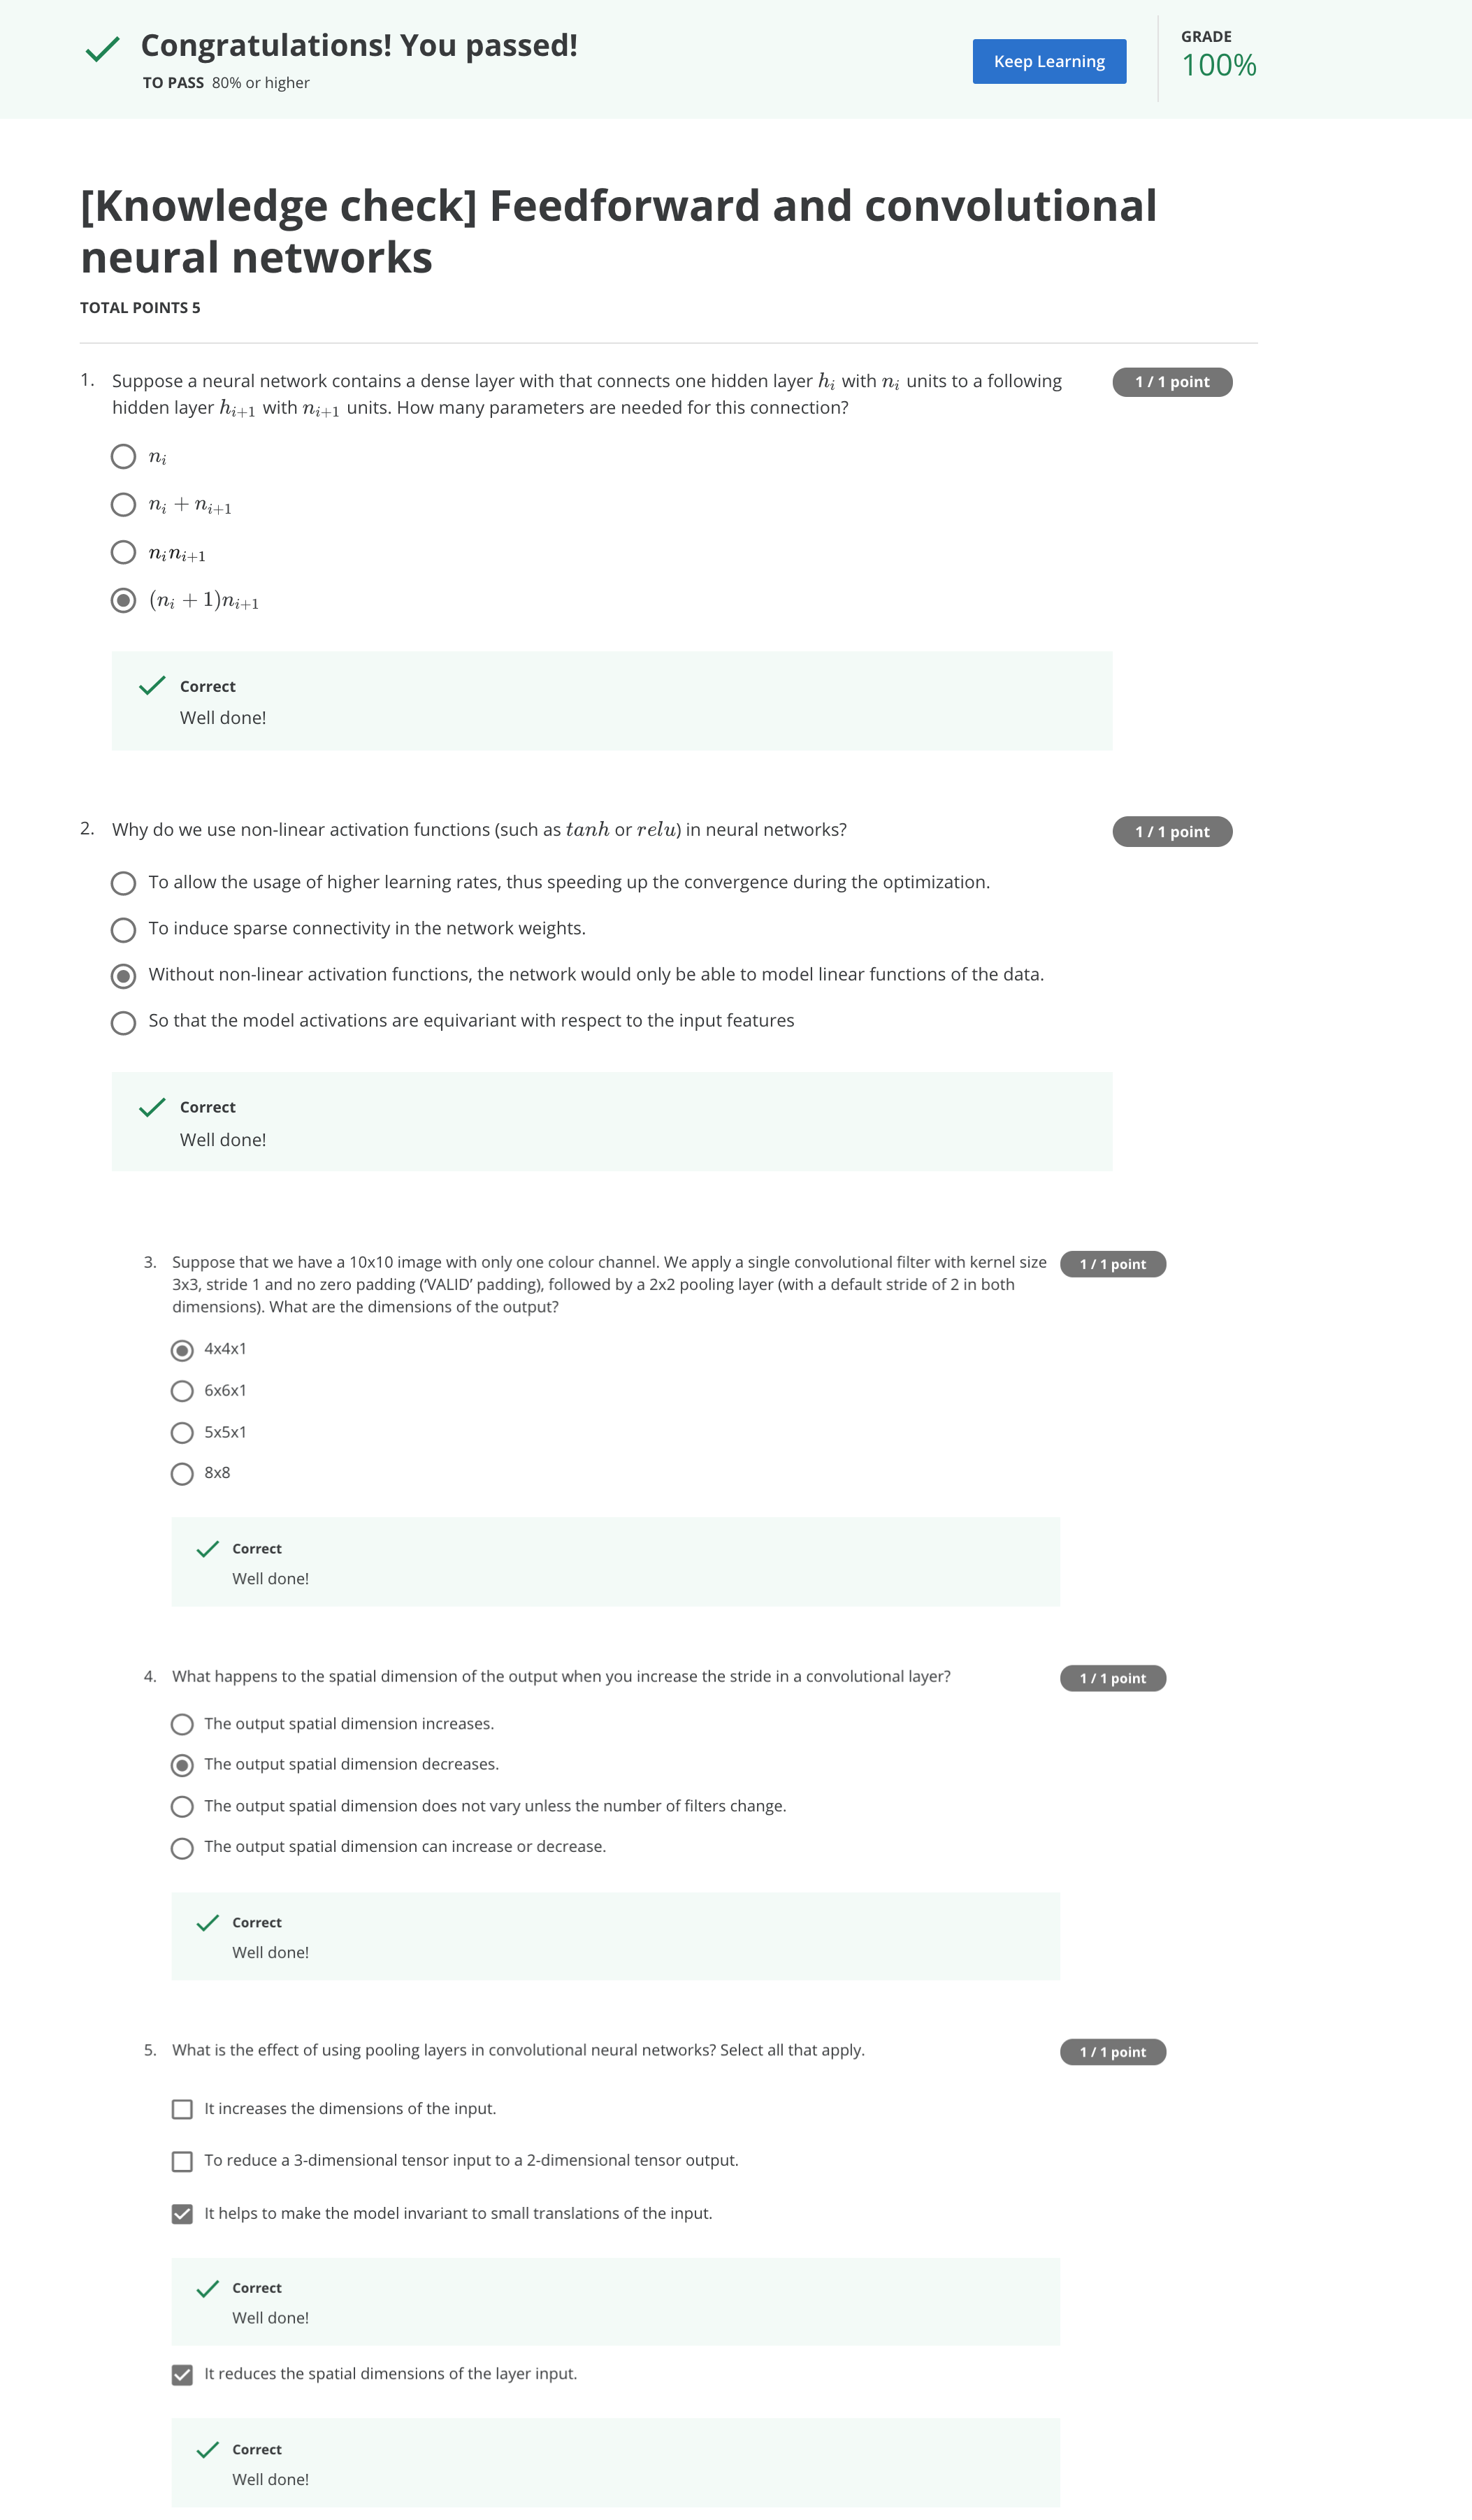 Congratulations! You passed!
TO PASS 80% or higher
Keep Learning
GRADE
100%
[Knowledge check] Feedforward and convolutional
neural networks
TOTAL POINTS 5
1. Suppose a neural network contains a dense layer with that connects one hidden layer h_i with n_i units to a following
hidden layer h_{i+1} with n_{i+1} units. How many parameters are needed for this connection?
1 / 1 point
n_i
n_i + n_{i+1}
n_i n_{i+1}
(n_i + 1)n_{i+1}
Correct
Well done!
2. Why do we use non-linear activation functions (such as tanh or relu) in neural networks?
1 / 1 point
To allow the usage of higher learning rates, thus speeding up the convergence during the optimization.
To induce sparse connectivity in the network weights.
Without non-linear activation functions, the network would only be able to model linear functions of the data.
So that the model activations are equivariant with respect to the input features
Correct
Well done!
3. Suppose that we have a 10x10 image with only one colour channel. We apply a single convolutional filter with kernel size
3x3, stride 1 and no zero padding (‘VALID’ padding), followed by a 2x2 pooling layer (with a default stride of 2 in both
dimensions). What are the dimensions of the output?
1 / 1 point
4x4x1
6x6x1
5x5x1
8x8
Correct
Well done!
4. What happens to the spatial dimension of the output when you increase the stride in a convolutional layer?
1 / 1 point
The output spatial dimension increases.
The output spatial dimension decreases.
The output spatial dimension does not vary unless the number of filters change.
The output spatial dimension can increase or decrease.
Correct
Well done!
5. What is the effect of using pooling layers in convolutional neural networks? Select all that apply.
1 / 1 point
It increases the dimensions of the input.
To reduce a 3-dimensional tensor input to a 2-dimensional tensor output.
It helps to make the model invariant to small translations of the input.
Correct
Well done!
It reduces the spatial dimensions of the layer input.
Correct
Well done!